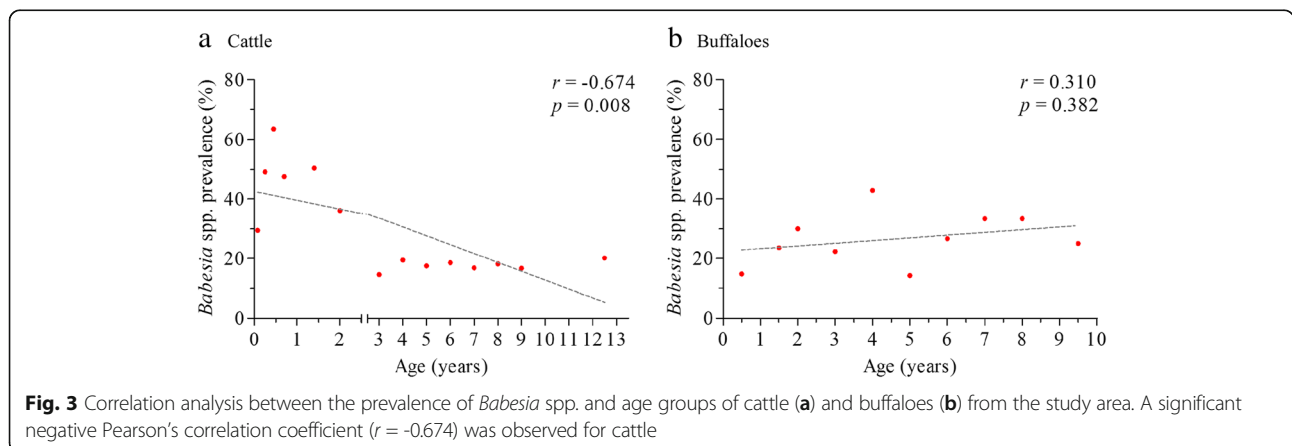 a Cattle
r = -0.674
p = 0.008
Babesia spp. prevalence (%)
80
60
40
20
0
0 1 2 3 4 5 6 7 8 9 10 11 12 13
Age (years)
b Buffaloes
r = 0.310
p = 0.382
Babesia spp. prevalence (%)
80
60
40
20
0
0 1 2 3 4 5 6 7 8 9 10
Age (years)
Fig. 3 Correlation analysis between the prevalence of Babesia spp. and age groups of cattle (a) and buffaloes (b) from the study area. A significant
negative Pearson's correlation coefficient (r = -0.674) was observed for cattle